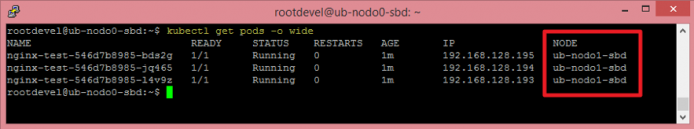 rootdevel@ub-nodo0-sbd: ~
rootdevel@ub-nodo0-sbd:~$ kubectl get pods -o wide
NAME READY STATUS RESTARTS AGE IP NODE
nginx-test-546d7b8985-bds2g 1/1 Running 0 1m 192.168.128.195 ub-nodo1-sbd
nginx-test-546d7b8985-jq465 1/1 Running 0 1m 192.168.128.194 ub-nodo1-sbd
nginx-test-546d7b8985-l4v9z 1/1 Running 0 1m 192.168.128.193 ub-nodo1-sbd
rootdevel@ub-nodo0-sbd:~$